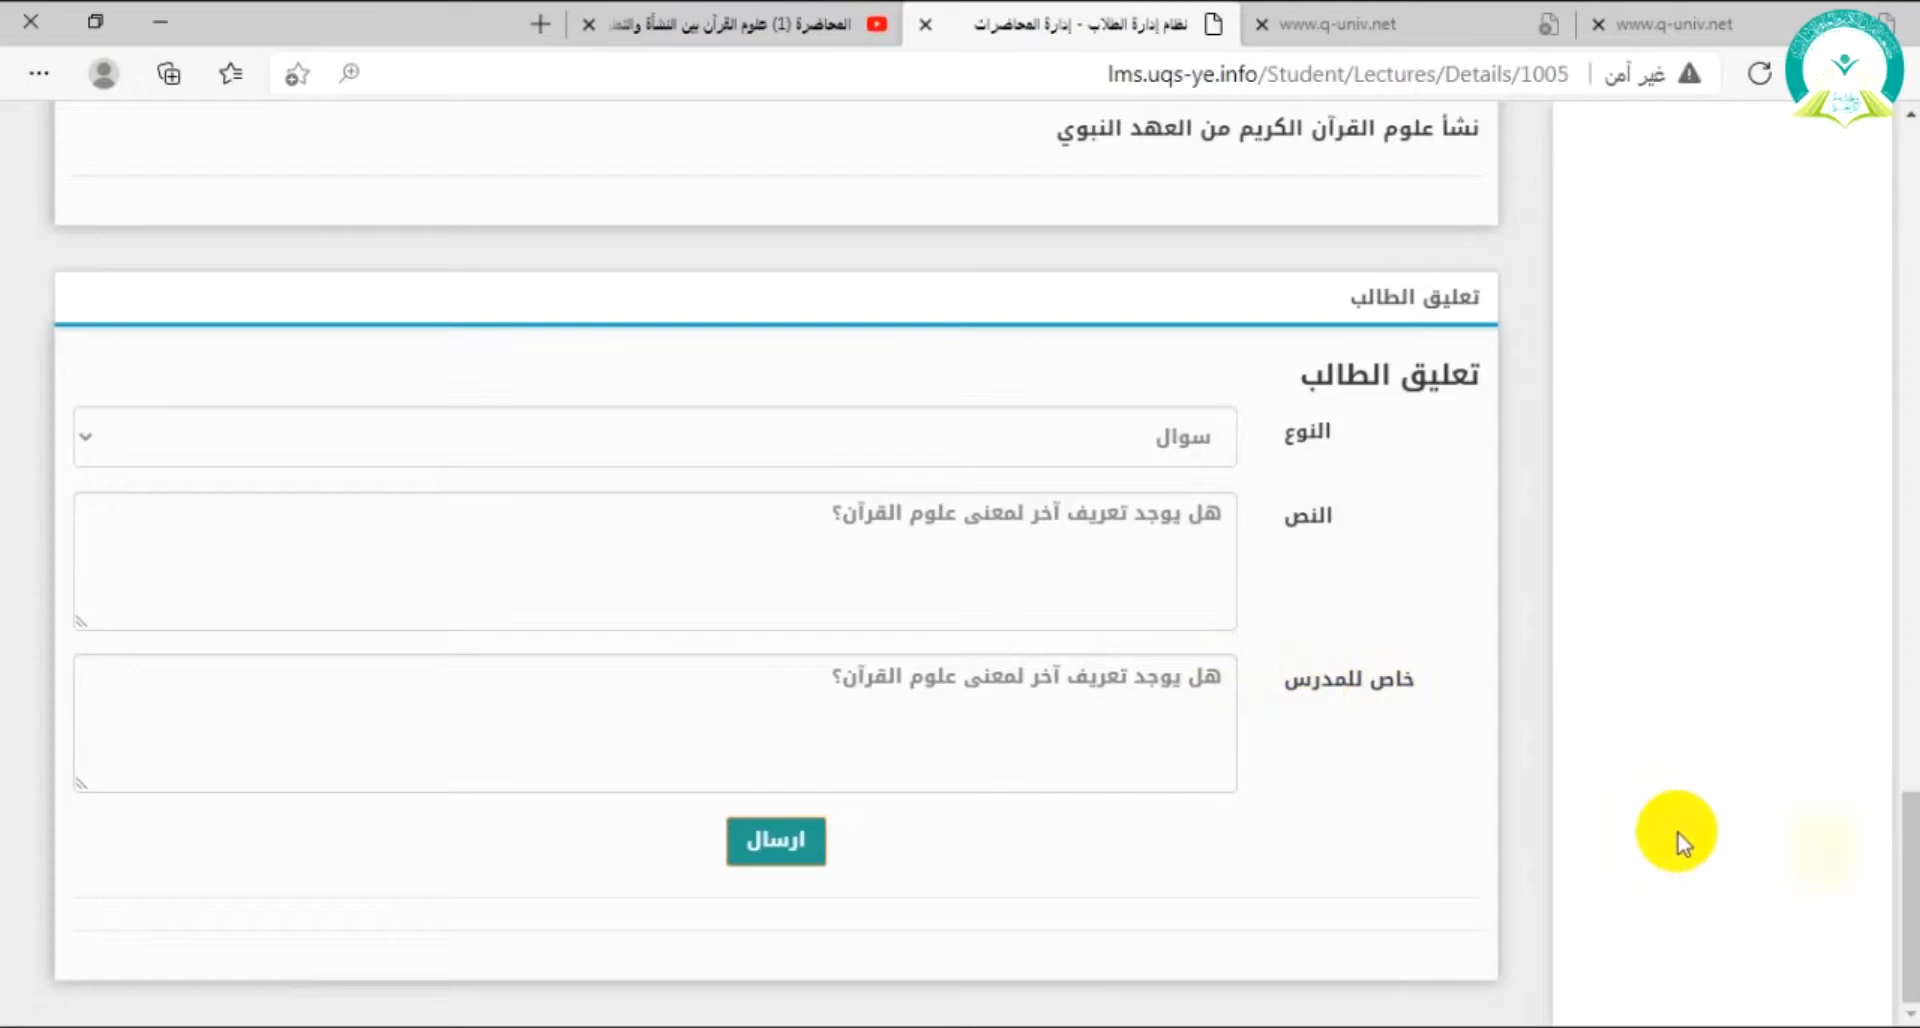 www.q-univ.net
www.q-univ.net
نظام إدارة الطلاب - إدارة المحاضرات
المحاضرة (1) علوم القرآن بين النشأة والتط
غير آمن
lms.uqs-ye.info/Student/Lectures/Details/1005
نشأ علوم القرآن الكريم من العهد النبوي
تعليق الطالب
تعليق الطالب
النوع
سوال
النص
هل يوجد تعريف آخر لمعنى علوم القرآن؟
خاص للمدرس
هل يوجد تعريف آخر لمعنى علوم القرآن؟
ارسال